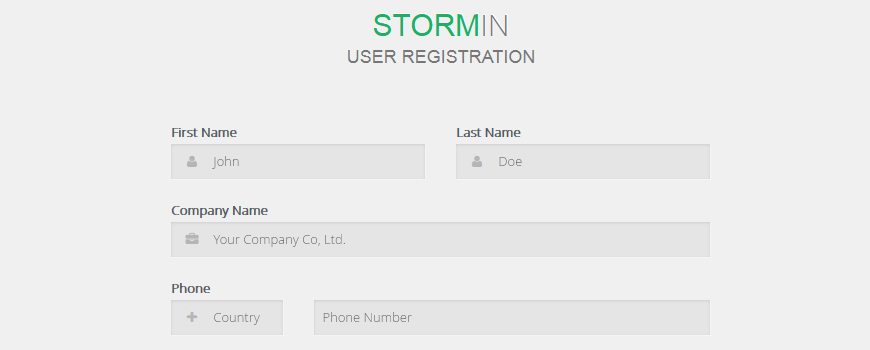 STORMIN
USER REGISTRATION
First Name
Last Name
John
Doe
Company Name
Your Company Co, Ltd.
Phone
Country
Phone Number